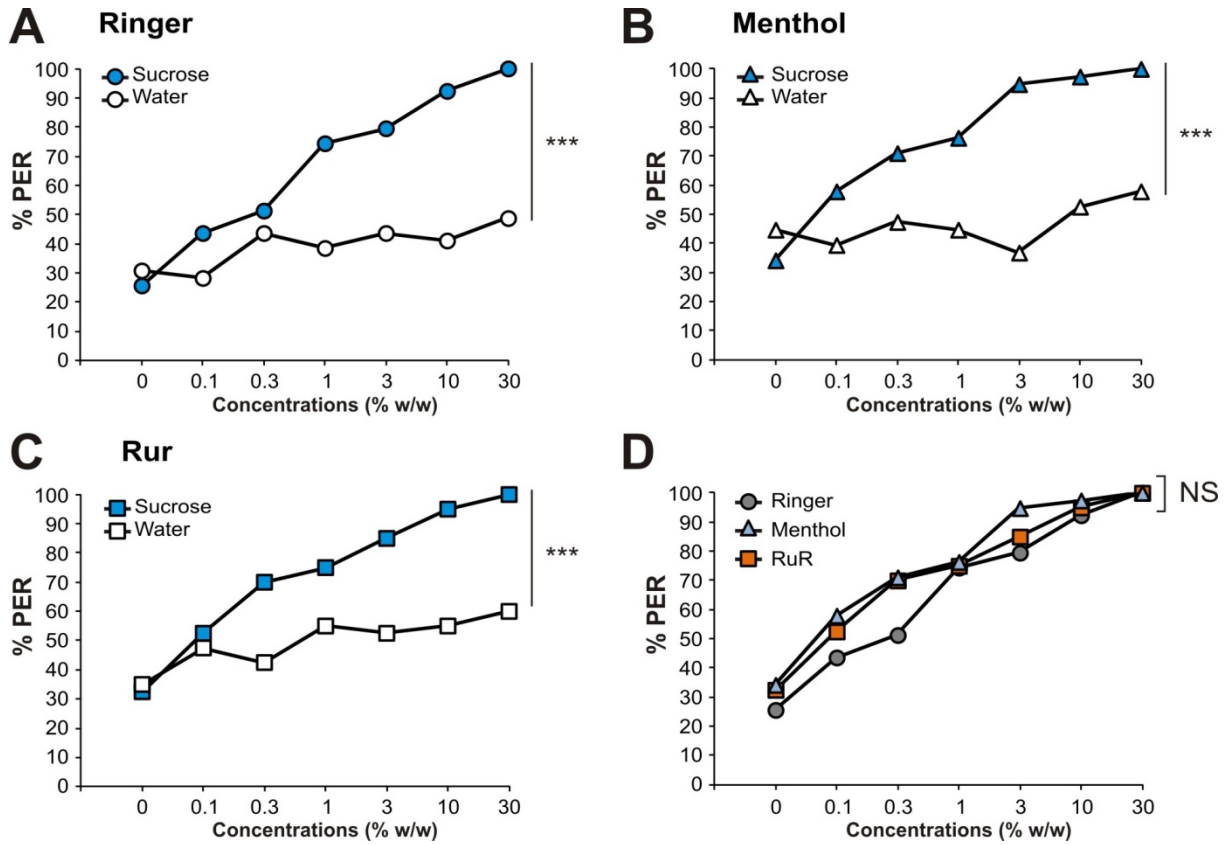 A Ringer
% PER
100
90
80
70
60
50
40
30
20
10
0
Sucrose
Water
***
0 0.1 0.3 1 3 10 30
Concentrations (% w/w)
B Menthol
% PER
100
90
80
70
60
50
40
30
20
10
0
Sucrose
Water
***
0 0.1 0.3 1 3 10 30
Concentrations (% w/w)
C Rur
% PER
100
90
80
70
60
50
40
30
20
10
0
Sucrose
Water
***
0 0.1 0.3 1 3 10 30
Concentrations (% w/w)
D
% PER
100
90
80
70
60
50
40
30
20
10
0
Ringer
Menthol
RuR
NS
0 0.1 0.3 1 3 10 30
Concentrations (% w/w)